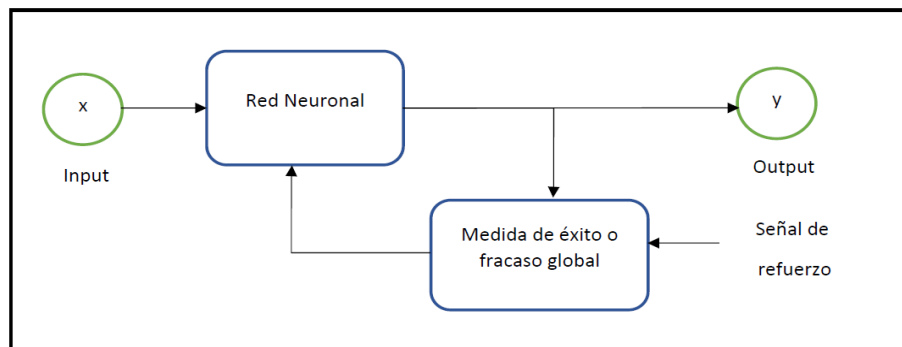 x
Red Neuronal
y
Input
Output
Medida de éxito o
fracaso global
Señal de
refuerzo